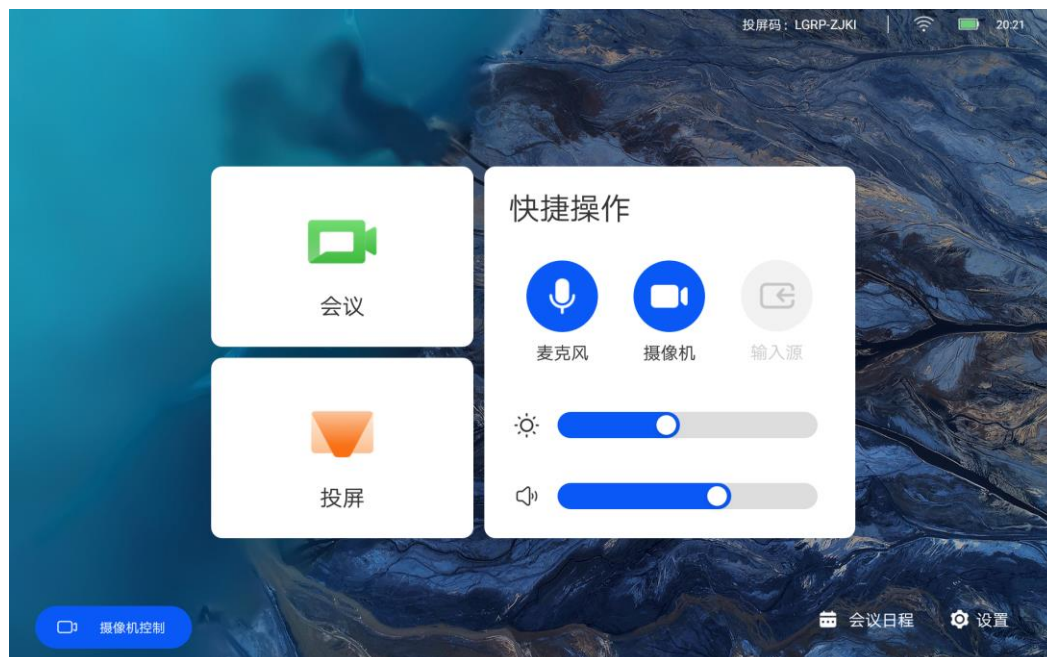 投屏码：LGRP-ZJKI
20:21
会议
快捷操作
麦克风 摄像机 输入源
投屏
摄像机控制
会议日程 设置